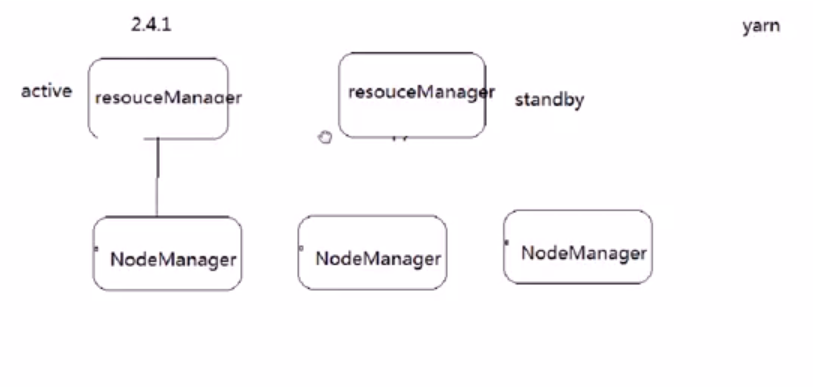 2.4.1
yarn
active
resouceManager
resouceManager
standby
NodeManager
NodeManager
NodeManager